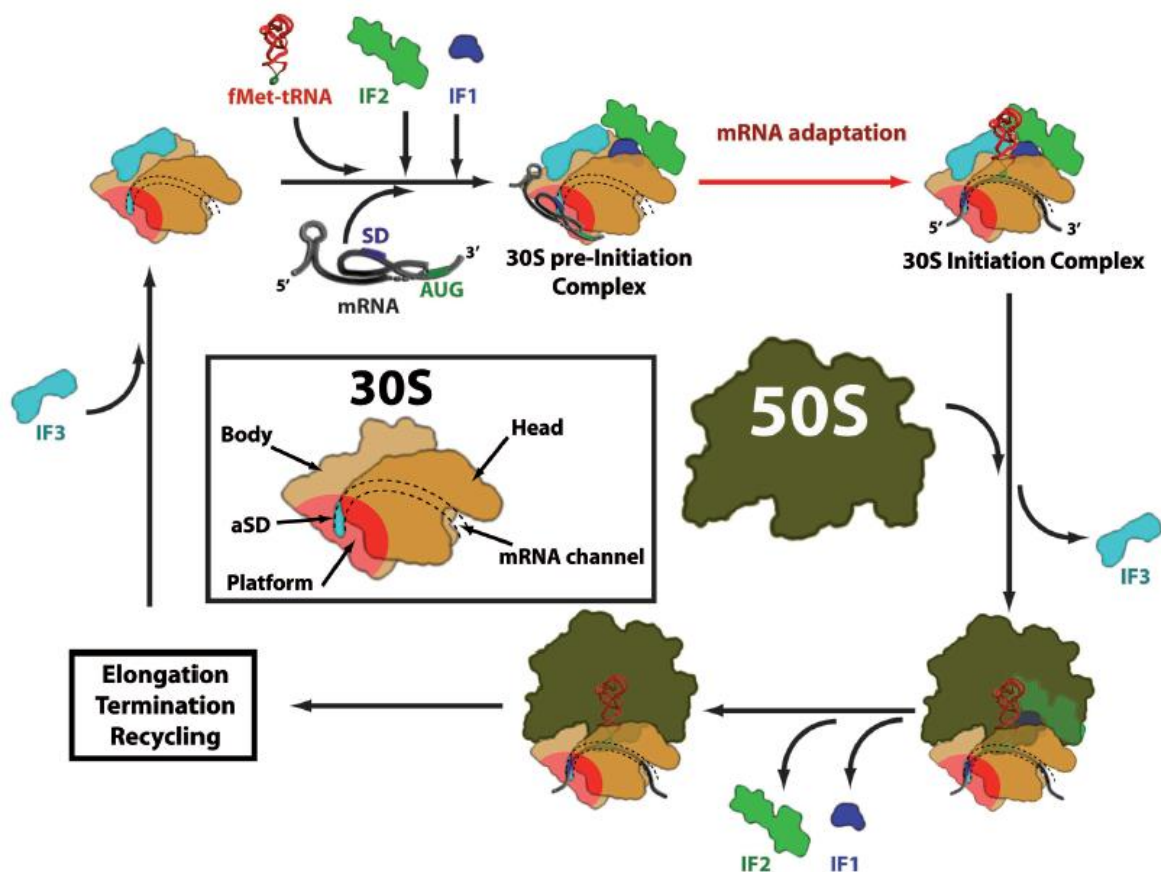 fMet-tRNA
IF2
IF1
mRNA adaptation
SD
3’
5’
AUG
mRNA
30S pre-Initiation
Complex
5’
3’
30S Initiation Complex
IF3
30S
Body
Head
aSD
mRNA channel
Platform
50S
IF3
Elongation
Termination
Recycling
IF2
IF1